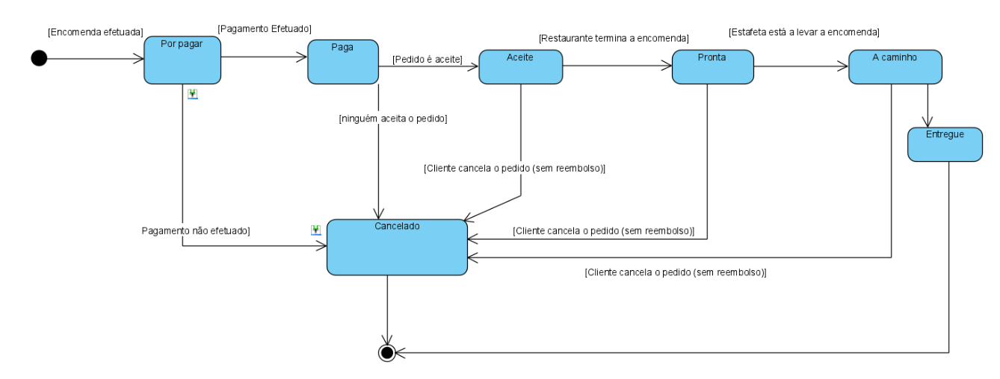 [Encomenda efetuada]
[Pagamento Efetuado]
[Restaurante termina a encomenda]
[Estafeta está a levar a encomenda]
Por pagar
Paga
[Pedido é aceite]
Aceite
Pronta
A caminho
[ninguém aceita o pedido]
Entregue
[Cliente cancela o pedido (sem reembolso)]
Pagamento não efetuado]
Cancelado
[Cliente cancela o pedido (sem reembolso)]
[Cliente cancela o pedido (sem reembolso)]